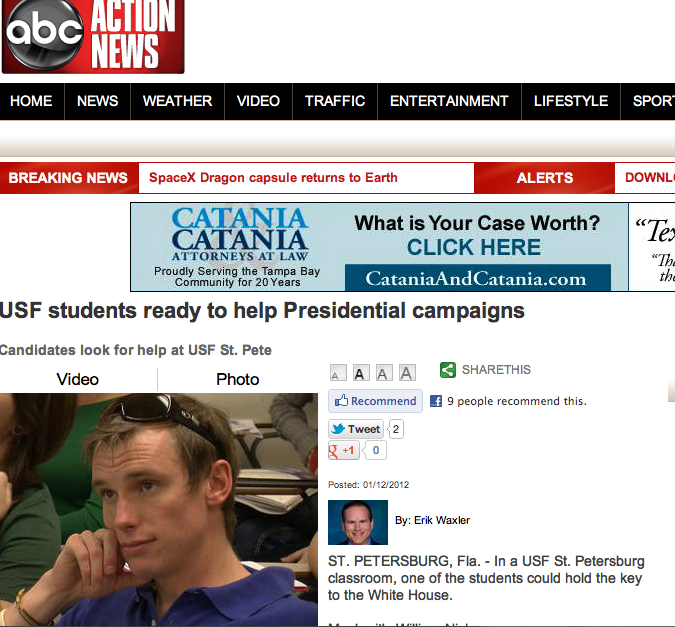 abc ACTION NEWS
HOME NEWS WEATHER VIDEO TRAFFIC ENTERTAINMENT LIFESTYLE SPORT
BREAKING NEWS SpaceX Dragon capsule returns to Earth ALERTS DOWNL
CATANIA
CATANIA
ATTORNEYS AT LAW
Proudly Serving the Tampa Bay
Community for 20 Years
What is Your Case Worth?
CLICK HERE
CataniaAndCatania.com
“Tex
“Tha
the
USF students ready to help Presidential campaigns
Candidates look for help at USF St. Pete
Video Photo
A A A A SHARETHIS
Recommend 9 people recommend this.
Tweet 2
+1 0
Posted: 01/12/2012
By: Erik Waxler
ST. PETERSBURG, Fla. - In a USF St. Petersburg
classroom, one of the students could hold the key
to the White House.